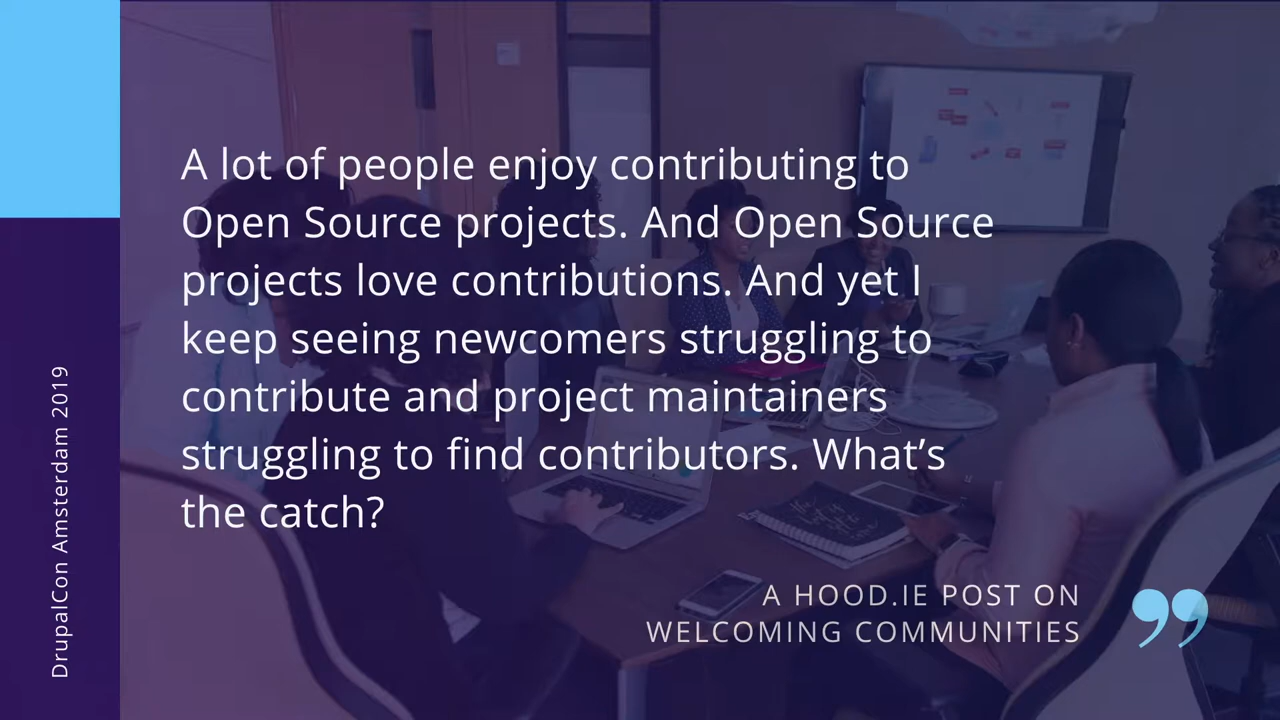 A lot of people enjoy contributing to
Open Source projects. And Open Source
projects love contributions. And yet I
keep seeing newcomers struggling to
contribute and project maintainers
struggling to find contributors. What’s
the catch?
A HOOD.IE POST ON
WELCOMING COMMUNITIES
”
DrupalCon Amsterdam 2019